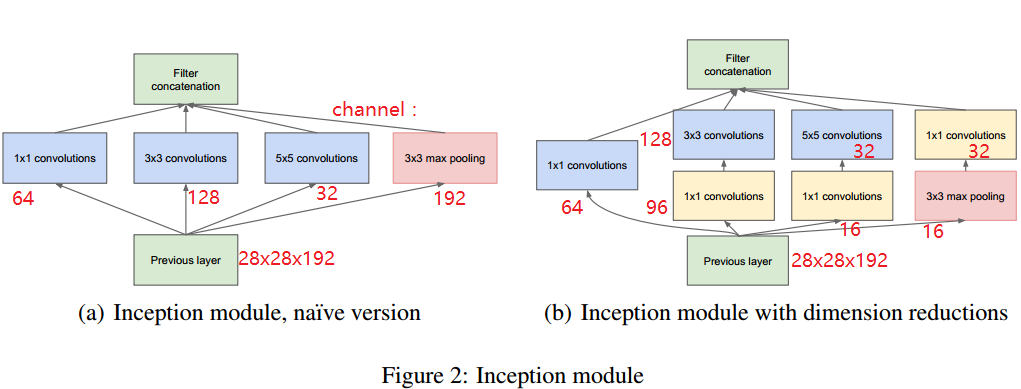 Filter
concatenation
channel：
1x1 convolutions
3x3 convolutions
5x5 convolutions
3x3 max pooling
64
128
32
192
Previous layer
28x28x192
(a) Inception module, naïve version
Filter
concatenation
1x1 convolutions
64
128
3x3 convolutions
5x5 convolutions
32
1x1 convolutions
32
96
1x1 convolutions
1x1 convolutions
16
3x3 max pooling
16
Previous layer
28x28x192
(b) Inception module with dimension reductions
Figure 2: Inception module